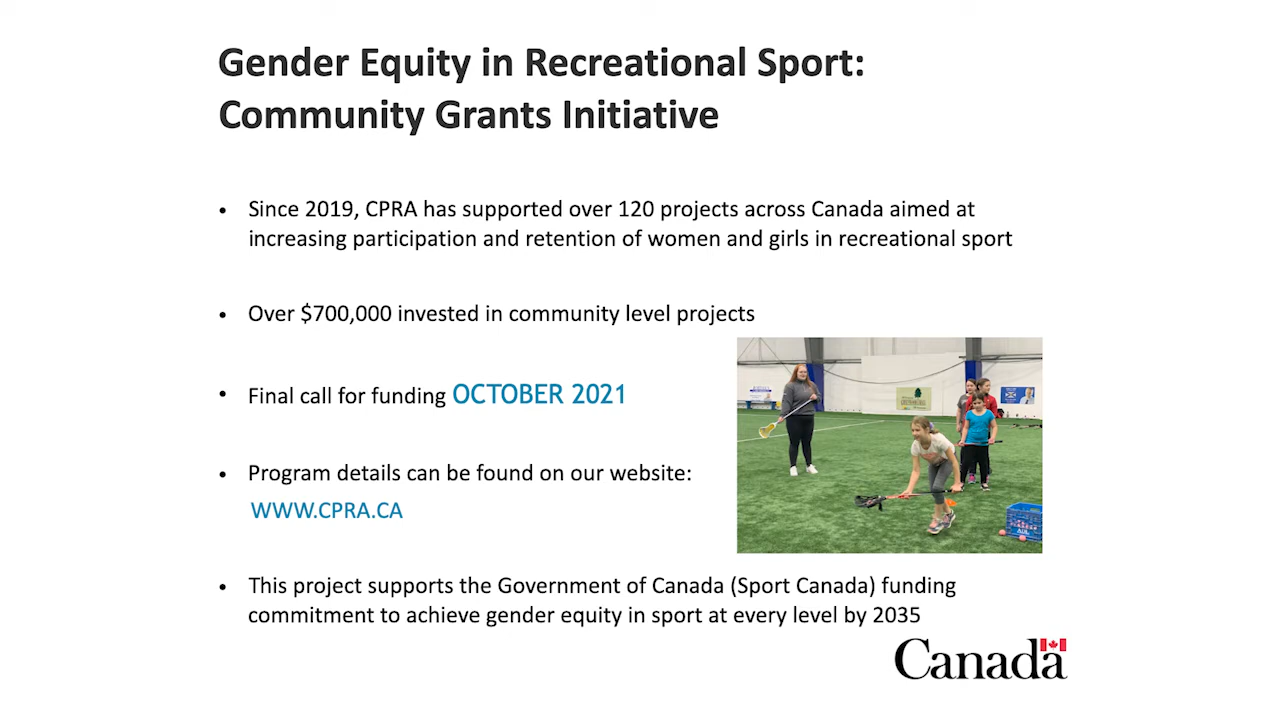 Gender Equity in Recreational Sport:
Community Grants Initiative
• Since 2019, CPRA has supported over 120 projects across Canada aimed at
increasing participation and retention of women and girls in recreational sport
• Over $700,000 invested in community level projects
• Final call for funding OCTOBER 2021
• Program details can be found on our website:
WWW.CPRA.CA
• This project supports the Government of Canada (Sport Canada) funding
commitment to achieve gender equity in sport at every level by 2035
Canada